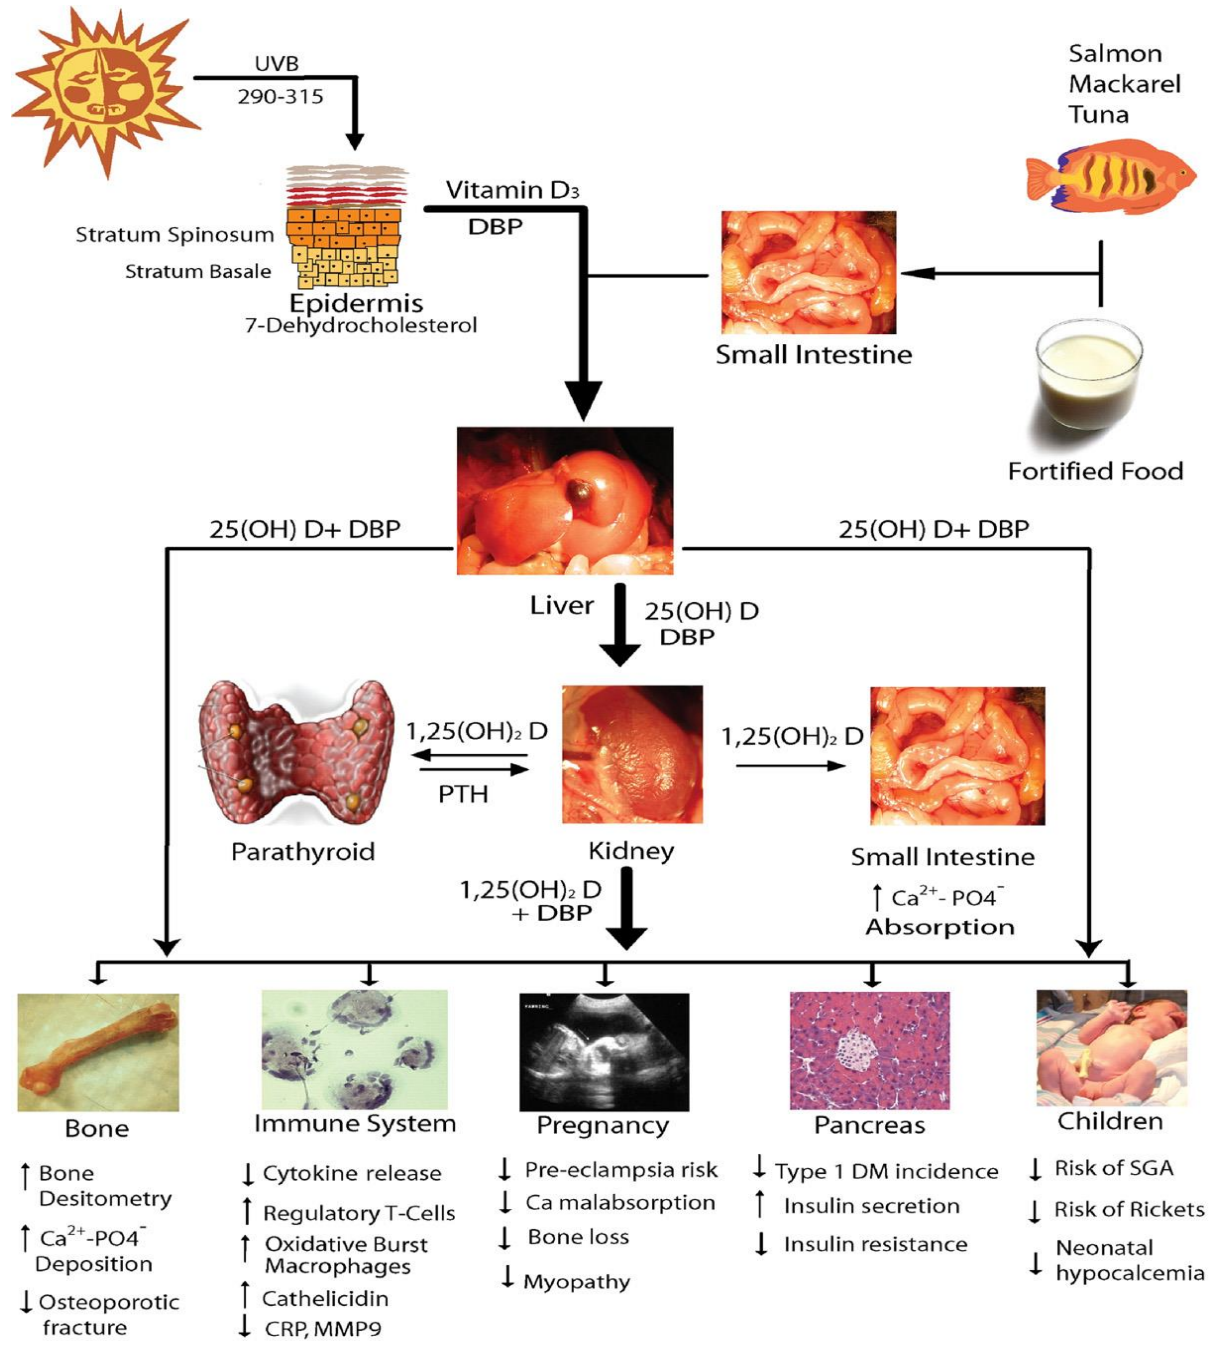 UVB
290-315
Salmon
Mackarel
Tuna
Vitamin D₃
DBP
Stratum Spinosum
Stratum Basale
Epidermis
7-Dehydrocholesterol
Small Intestine
Fortified Food
25(OH) D+ DBP
25(OH) D+ DBP
Liver
25(OH) D
DBP
1,25(OH)₂ D
PTH
1,25(OH)₂ D
Parathyroid
Kidney
Small Intestine
↑ Ca²⁺- PO4⁻
Absorption
1,25(OH)₂ D
+ DBP
Bone
↑ Bone
Desitometry
↑ Ca²⁺-PO4⁻
Deposition
↓ Osteoporotic
fracture
Immune System
↓ Cytokine release
↑ Regulatory T-Cells
↑ Oxidative Burst
Macrophages
↑ Cathelicidin
↓ CRP, MMP9
Pregnancy
↓ Pre-eclampsia risk
↓ Ca malabsorption
↓ Bone loss
↓ Myopathy
Pancreas
↓ Type 1 DM incidence
↑ Insulin secretion
↓ Insulin resistance
Children
↓ Risk of SGA
↓ Risk of Rickets
↓ Neonatal
hypocalcemia